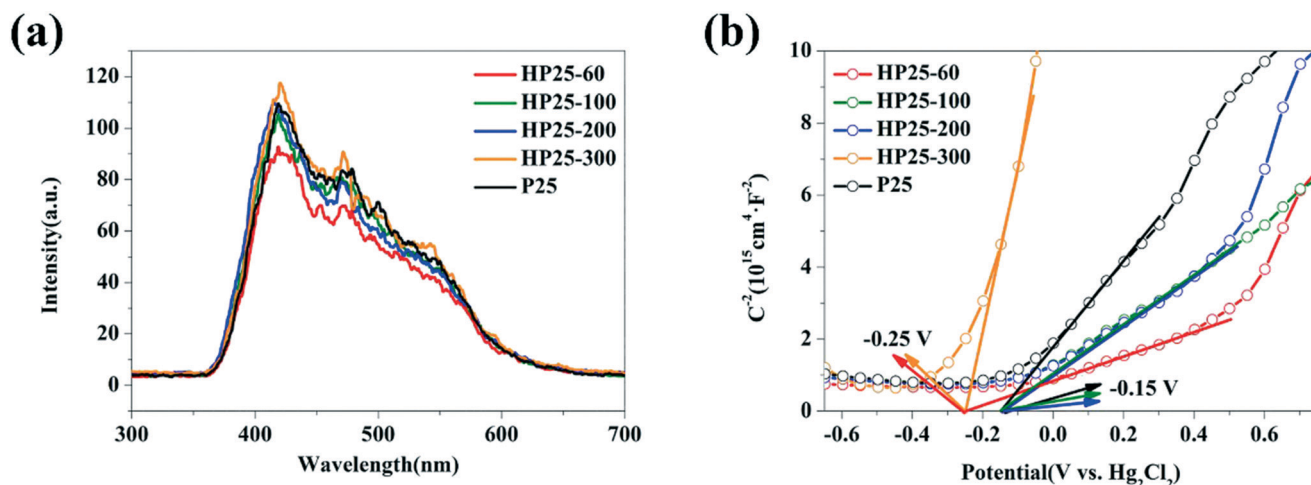 (a)
120
100
80
60
40
20
0
Intensity(a.u.)
HP25-60
HP25-100
HP25-200
HP25-300
P25
300 400 500 600 700
Wavelength(nm)
(b)
10
8
6
4
2
0
C⁻²(10¹⁵cm⁴·F⁻²)
HP25-60
HP25-100
HP25-200
HP25-300
P25
-0.25 V
-0.15 V
-0.6 -0.4 -0.2 0.0 0.2 0.4 0.6
Potential(V vs. Hg₂Cl₂)